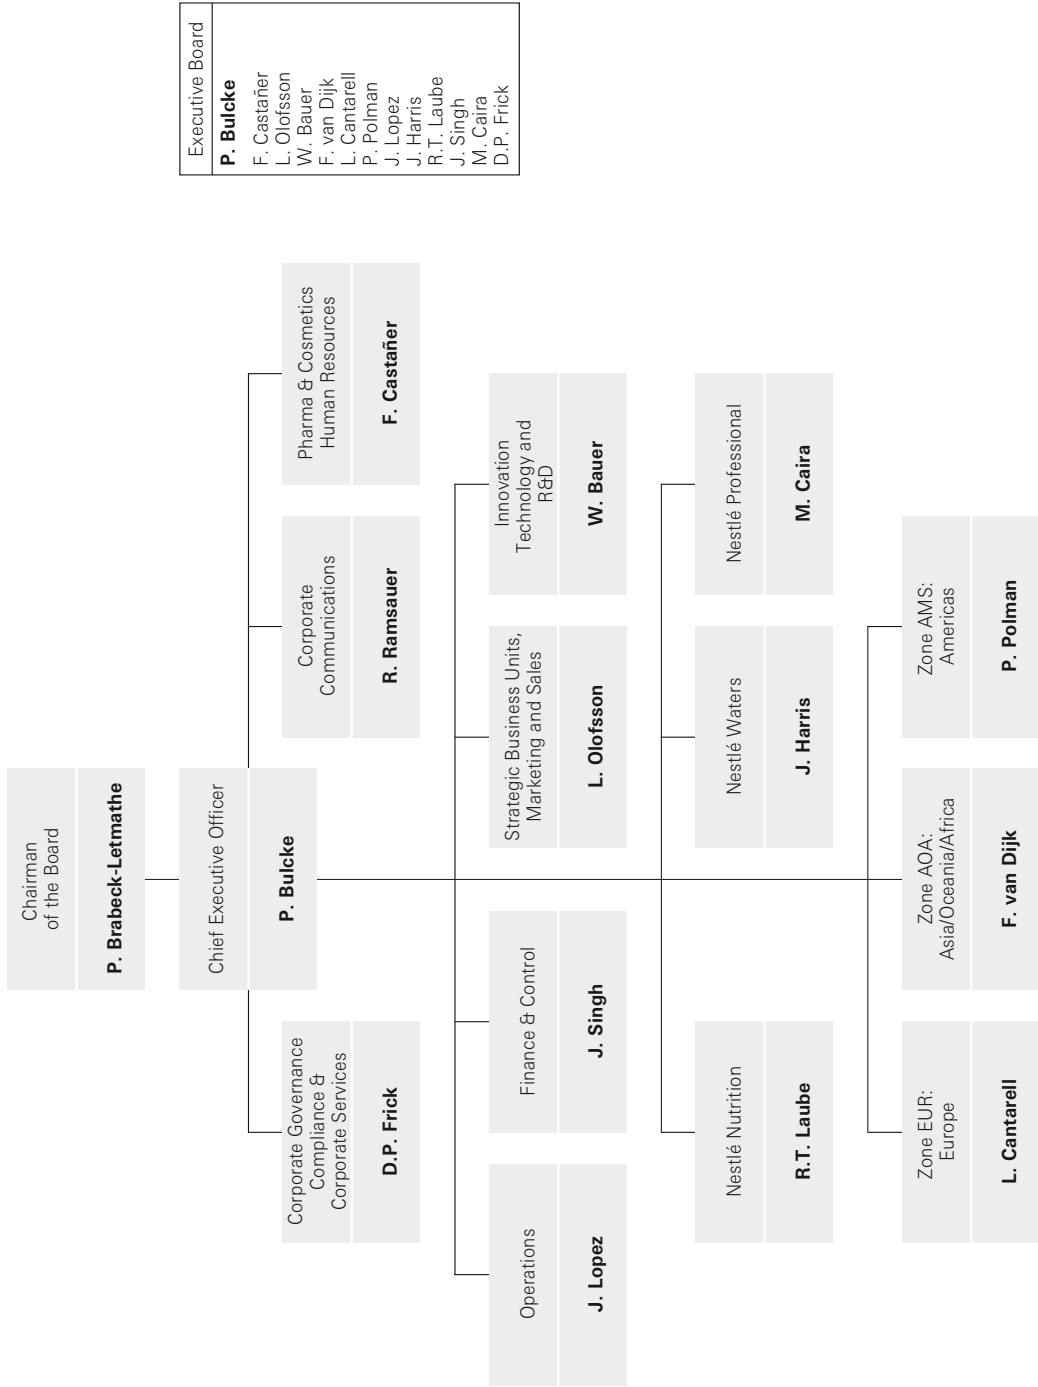 Chairman
of the Board
P. Brabeck-Letmathe
Chief Executive Officer
P. Bulcke
Corporate Governance
Compliance &
Corporate Services
D.P. Frick
Corporate
Communications
R. Ramsauer
Pharma & Cosmetics
Human Resources
F. Castañer
Operations
J. Lopez
Finance & Control
J. Singh
Strategic Business Units,
Marketing and Sales
L. Olofsson
Innovation
Technology and
R&D
W. Bauer
Nestlé Nutrition
R.T. Laube
Nestlé Waters
J. Harris
Nestlé Professional
M. Caira
Zone EUR:
Europe
L. Cantarell
Zone AOA:
Asia/Oceania/Africa
F. van Dijk
Zone AMS:
Americas
P. Polman
Executive Board
P. Bulcke
F. Castañer
L. Olofsson
W. Bauer
F. van Dijk
L. Cantarell
P. Polman
J. Lopez
J. Harris
R.T. Laube
J. Singh
M. Caira
D.P. Frick